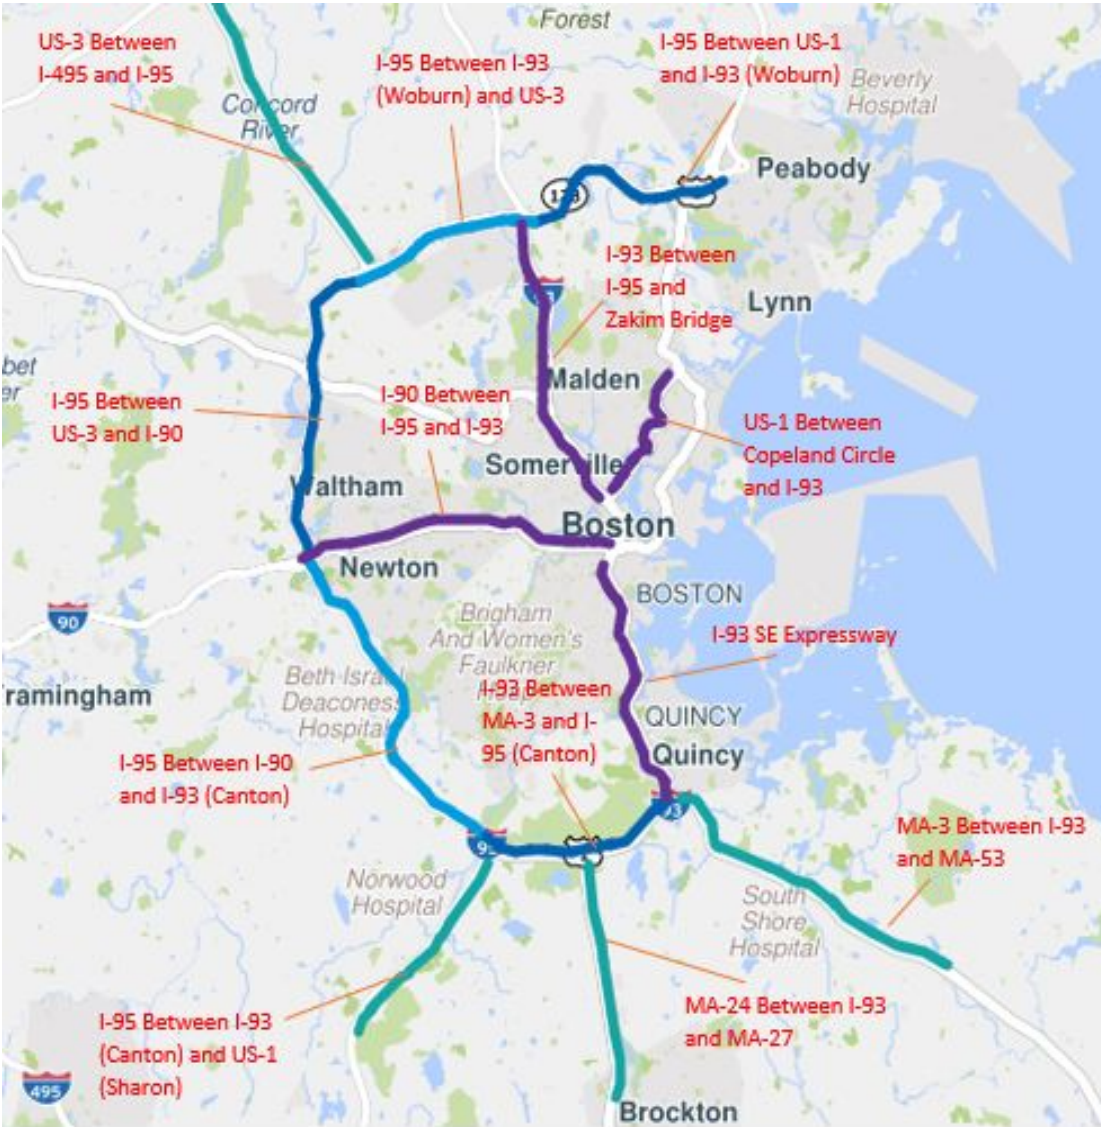 Forest
US-3 Between
I-495 and I-95
I-95 Between I-93
(Woburn) and US-3
I-95 Between US-1
and I-93 (Woburn)
Beverly
Hospital
Concord
River
Peabody
I-93 Between
I-95 and
Zakim Bridge
Lynn
bet
er
I-95 Between
US-3 and I-90
I-90 Between
I-95 and I-93
Malden
US-1 Between
Copeland Circle
and I-93
Somerville
Waltham
Boston
Newton
BOSTON
90
Brigham
And Women's
Faulkner
I-93 SE Expressway
Beth Israel
Deaconess
Hospital
ramingham
I-93 Between
MA-3 and I-
95 (Canton)
QUINCY
Quincy
I-95 Between I-90
and I-93 (Canton)
93
95
MA-3 Between I-93
and MA-53
Norwood
Hospital
South
Shore
Hospital
I-95 Between I-93
(Canton) and US-1
(Sharon)
MA-24 Between I-93
and MA-27
495
Brockton